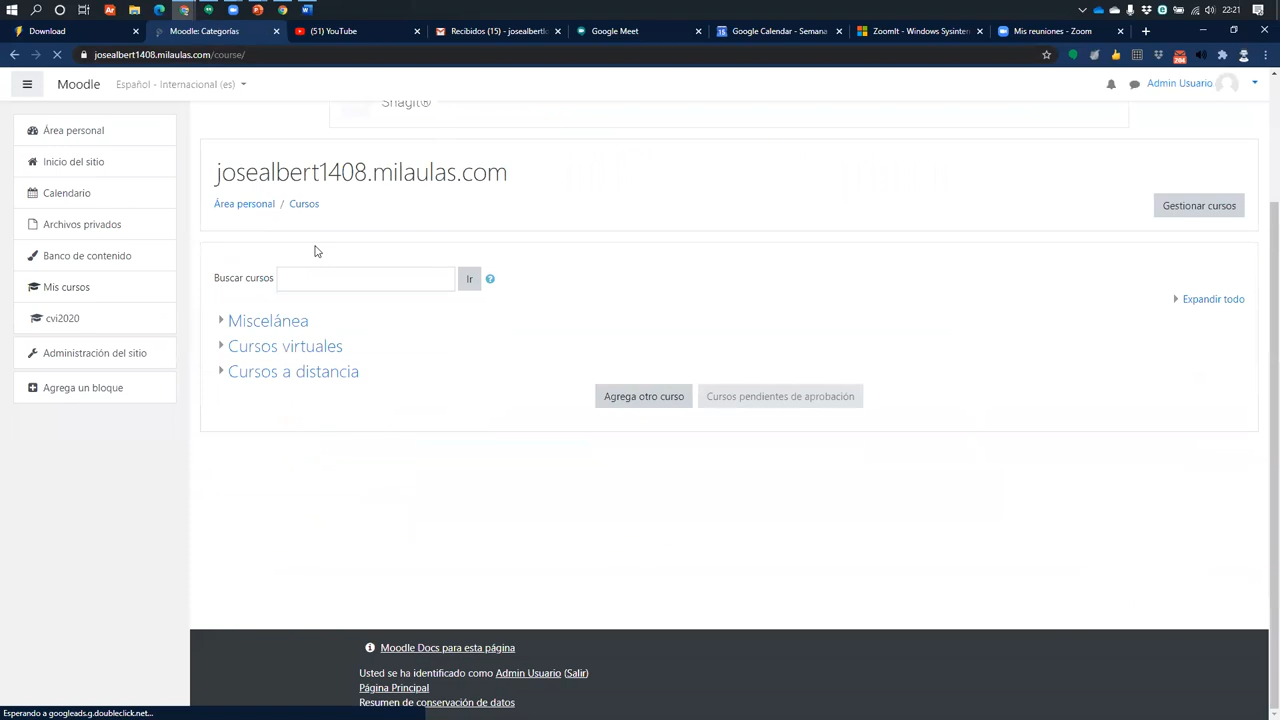 22:21
Download
Moodle: Categorías
(51) YouTube
Recibidos (15) - josealbertk
Google Meet
Google Calendar - Semana
ZoomIt - Windows Sysintern
Mis reuniones - Zoom
josealbert1408.milaulas.com/course/
284
Moodle
Español - Internacional (es)
Admin Usuario
Snagit®
Área personal
Inicio del sitio
Calendario
Archivos privados
Banco de contenido
Mis cursos
cvi2020
Administración del sitio
Agrega un bloque
josealbert1408.milaulas.com
Área personal / Cursos
Gestionar cursos
Buscar cursos
Ir
Expandir todo
Miscelánea
Cursos virtuales
Cursos a distancia
Agrega otro curso
Cursos pendientes de aprobación
Moodle Docs para esta página
Usted se ha identificado como Admin Usuario (Salir)
Página Principal
Resumen de conservación de datos
Esperando a googleads.g.doubleclick.net...